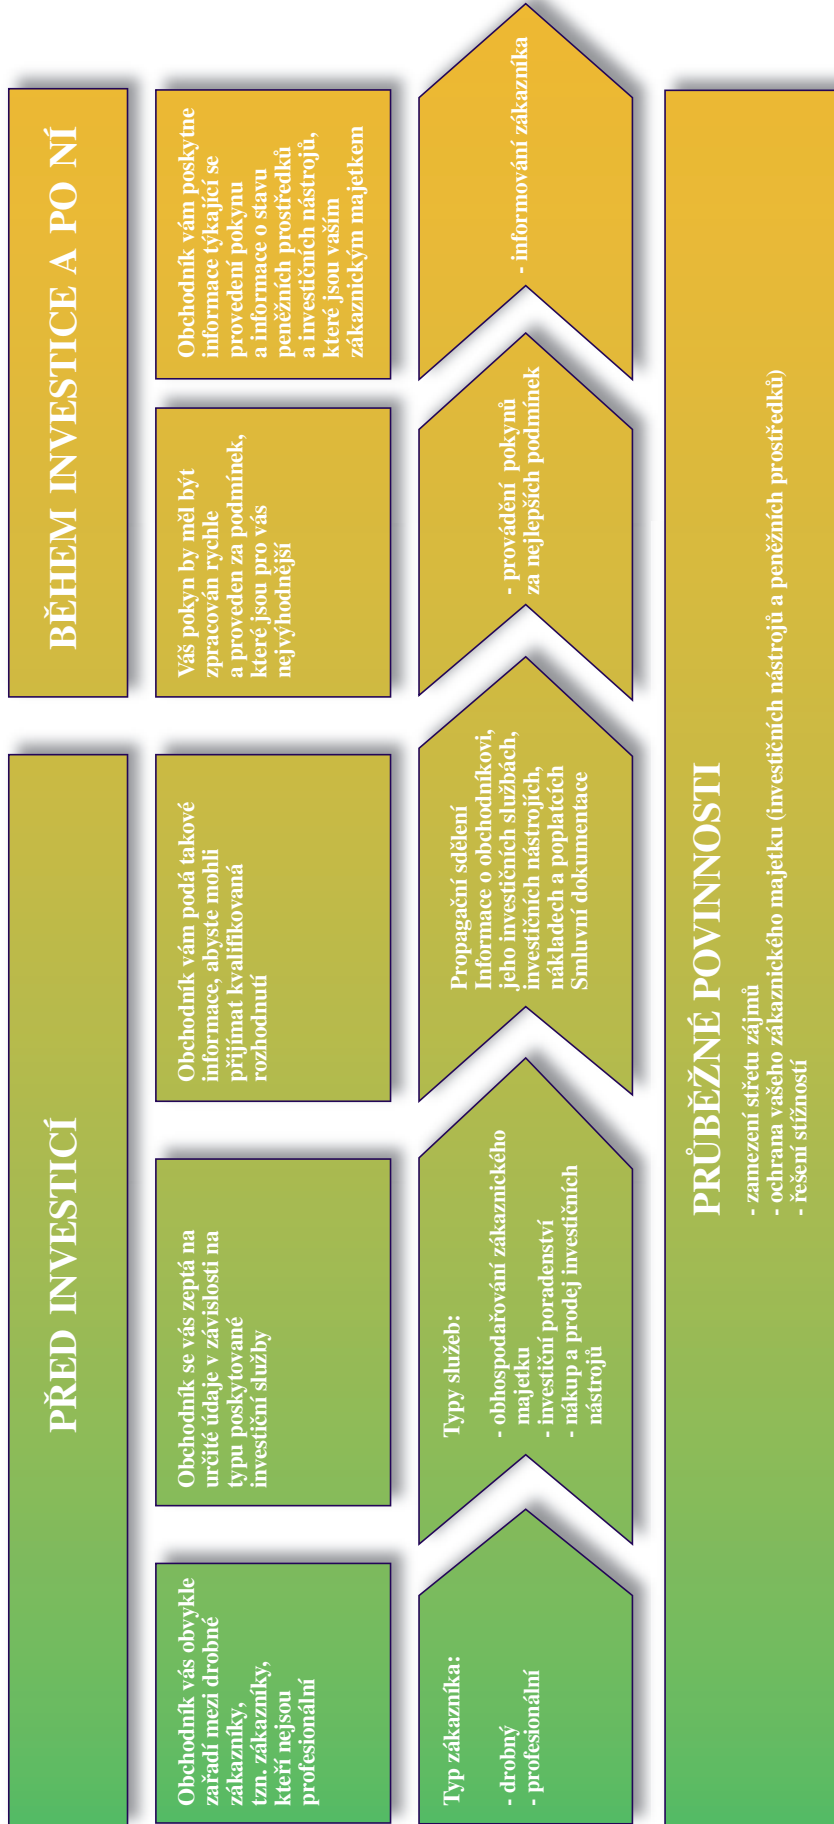 PŘED INVESTICÍ
BĚHEM INVESTICE A PO NÍ
Obchodník vás obvykle
zařadí mezi drobné
zákazníky,
tzn. zákazníky,
kteří nejsou
profesionální
Obchodník se vás zeptá na
určité údaje v závislosti na
typu poskytované
investiční služby
Obchodník vám podá takové
informace, abyste mohli
přijímat kvalifikovaná
rozhodnutí
Váš pokyn by měl být
zpracován rychle
a proveden za podmínek,
které jsou pro vás
nejvýhodnější
Obchodník vám poskytne
informace týkající se
provedení pokynu
a informace o stavu
peněžních prostředků
a investičních nástrojů,
které jsou vaším
zákaznickým majetkem
Typ zákazníka:
- drobný
- profesionální
Typy služeb:
- obhospodařování zákaznického
majetku
- investiční poradenství
- nákup a prodej investičních
nástrojů
Propagační sdělení
Informace o obchodníkovi,
jeho investičních službách,
investičních nástrojích,
nákladech a poplatcích
Smluvní dokumentace
- provádění pokynů
za nejlepších podmínek
- informování zákazníka
PRŮBĚŽNÉ POVINNOSTI
- zamezení střetu zájmů
- ochrana vašeho zákaznického majetku (investičních nástrojů a peněžních prostředků)
- řešení stížností